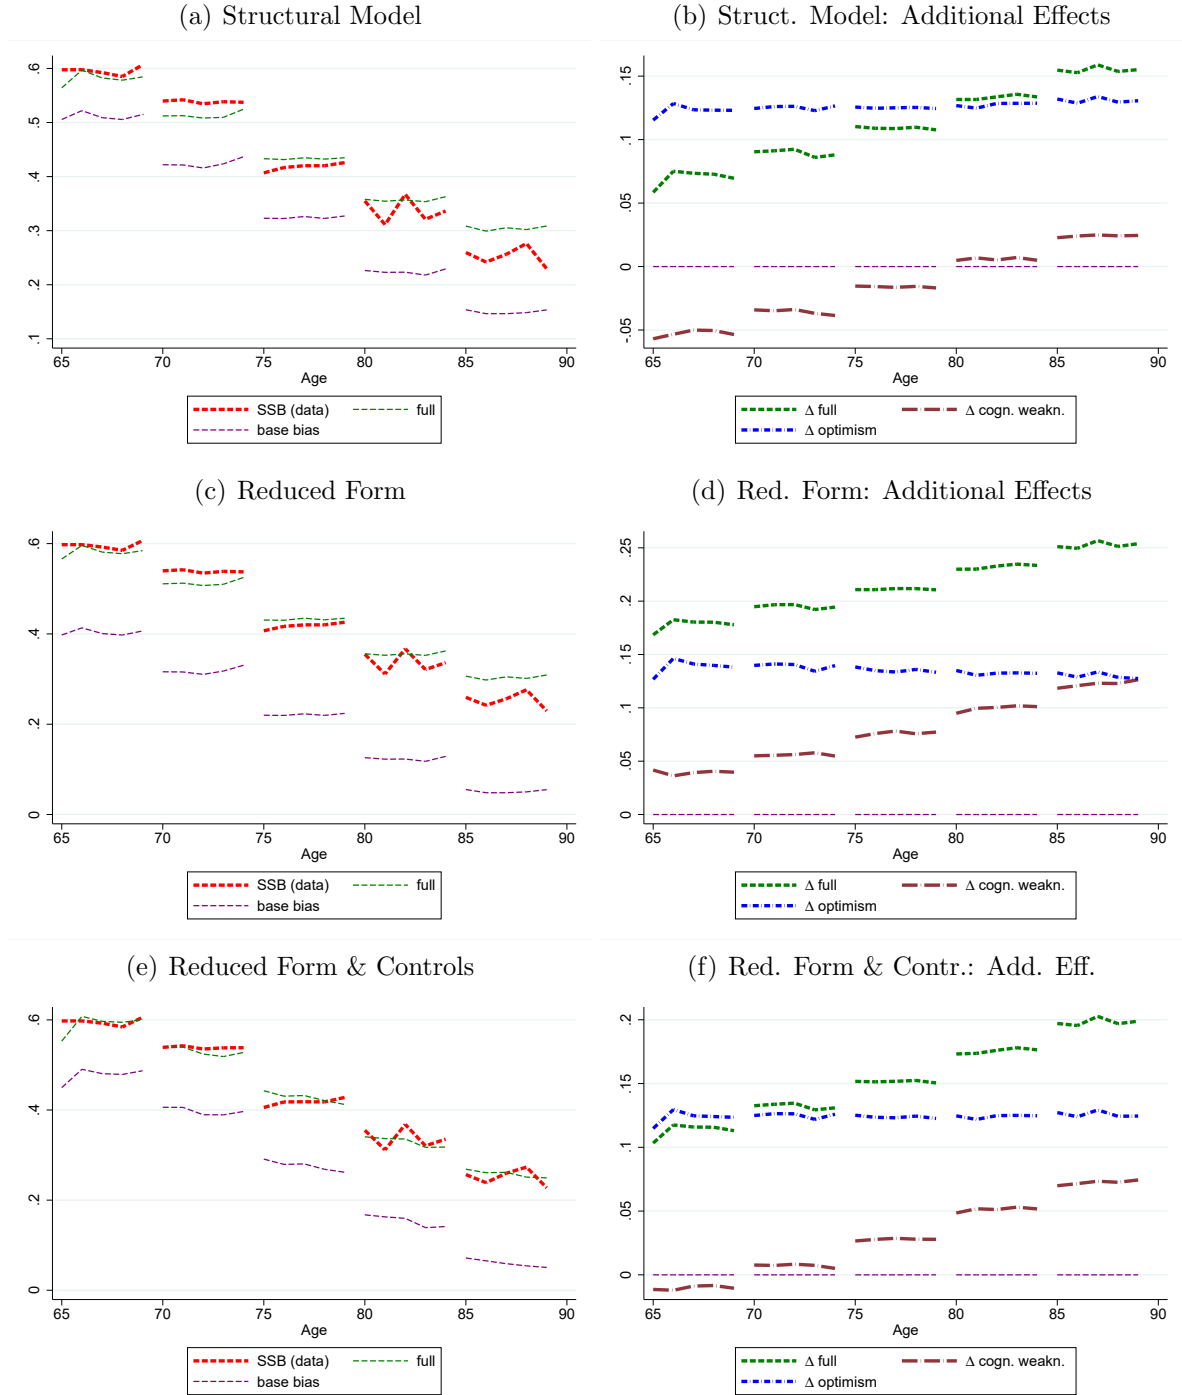 (a) Structural Model
.6
.5
.4
.3
.2
.1
65 70 75 80 85 90
Age
SSB (data) full
base bias
(b) Struct. Model: Additional Effects
.15
.1
.05
0
-.05
65 70 75 80 85 90
Age
Δ full Δ cogn. weakn.
Δ optimism
(c) Reduced Form
.6
.4
.2
0
65 70 75 80 85 90
Age
SSB (data) full
base bias
(d) Red. Form: Additional Effects
.25
.2
.15
.1
.05
0
65 70 75 80 85 90
Age
Δ full Δ cogn. weakn.
Δ optimism
(e) Reduced Form & Controls
.6
.4
.2
0
65 70 75 80 85 90
Age
SSB (data) full
base bias
(f) Red. Form & Contr.: Add. Eff.
.2
.15
.1
.05
0
65 70 75 80 85 90
Age
Δ full Δ cogn. weakn.
Δ optimism